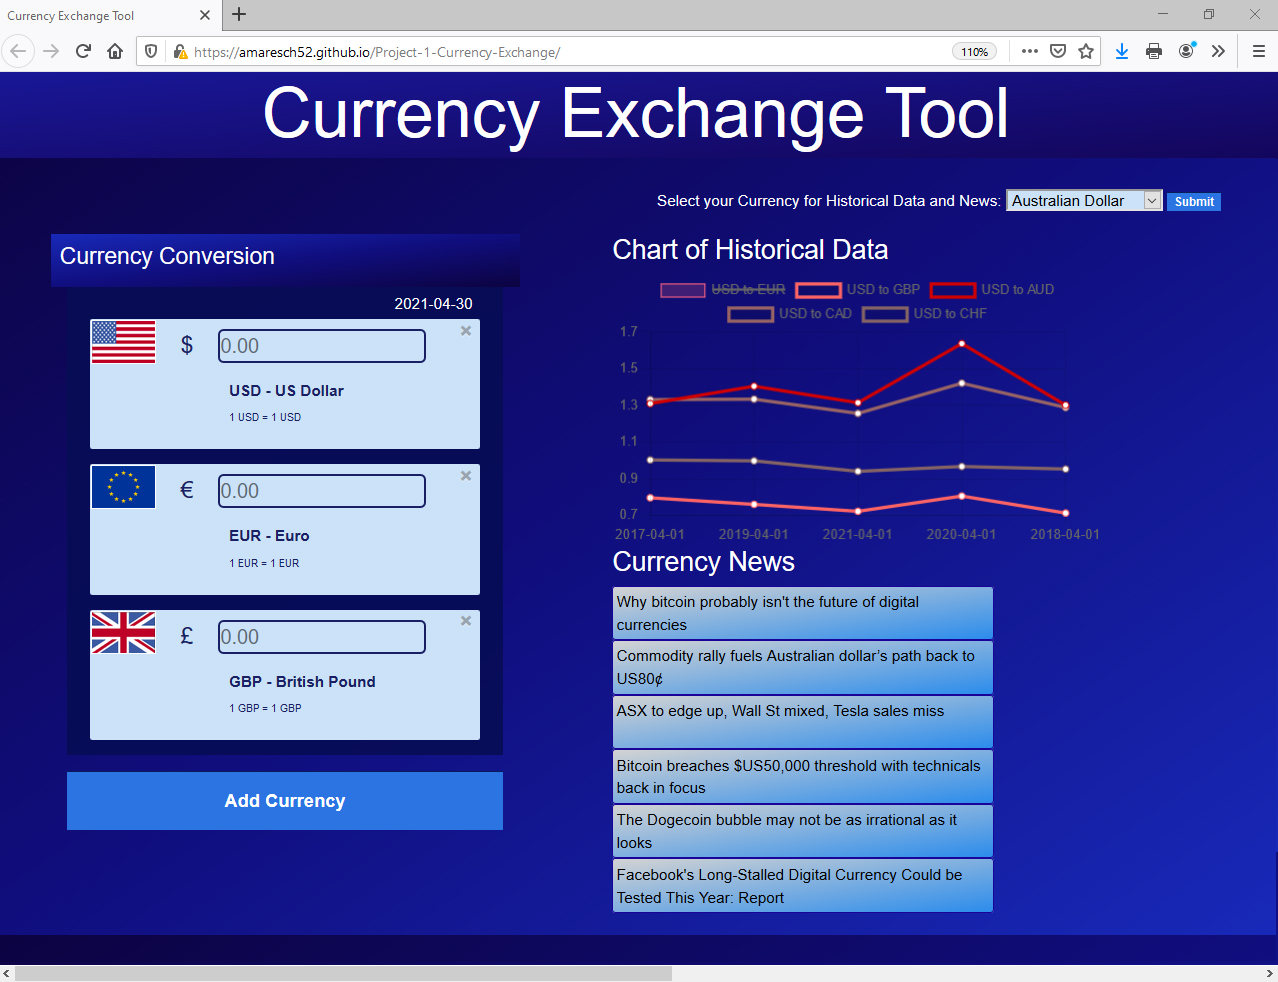 Currency Exchange Tool
https://amaresch52.github.io/Project-1-Currency-Exchange/
110%
Currency Exchange Tool
Select your Currency for Historical Data and News: Australian Dollar Submit
Currency Conversion
2021-04-30
$ 0.00
USD - US Dollar
1 USD = 1 USD
€ 0.00
EUR - Euro
1 EUR = 1 EUR
£ 0.00
GBP - British Pound
1 GBP = 1 GBP
Add Currency
Chart of Historical Data
USD to EUR USD to GBP USD to AUD
USD to CAD USD to CHF
1.7
1.5
1.3
1.1
0.9
0.7
2017-04-01 2019-04-01 2021-04-01 2020-04-01 2018-04-01
Currency News
Why bitcoin probably isn't the future of digital
currencies
Commodity rally fuels Australian dollar’s path back to
US80¢
ASX to edge up, Wall St mixed, Tesla sales miss
Bitcoin breaches $US50,000 threshold with technicals
back in focus
The Dogecoin bubble may not be as irrational as it
looks
Facebook's Long-Stalled Digital Currency Could be
Tested This Year: Report